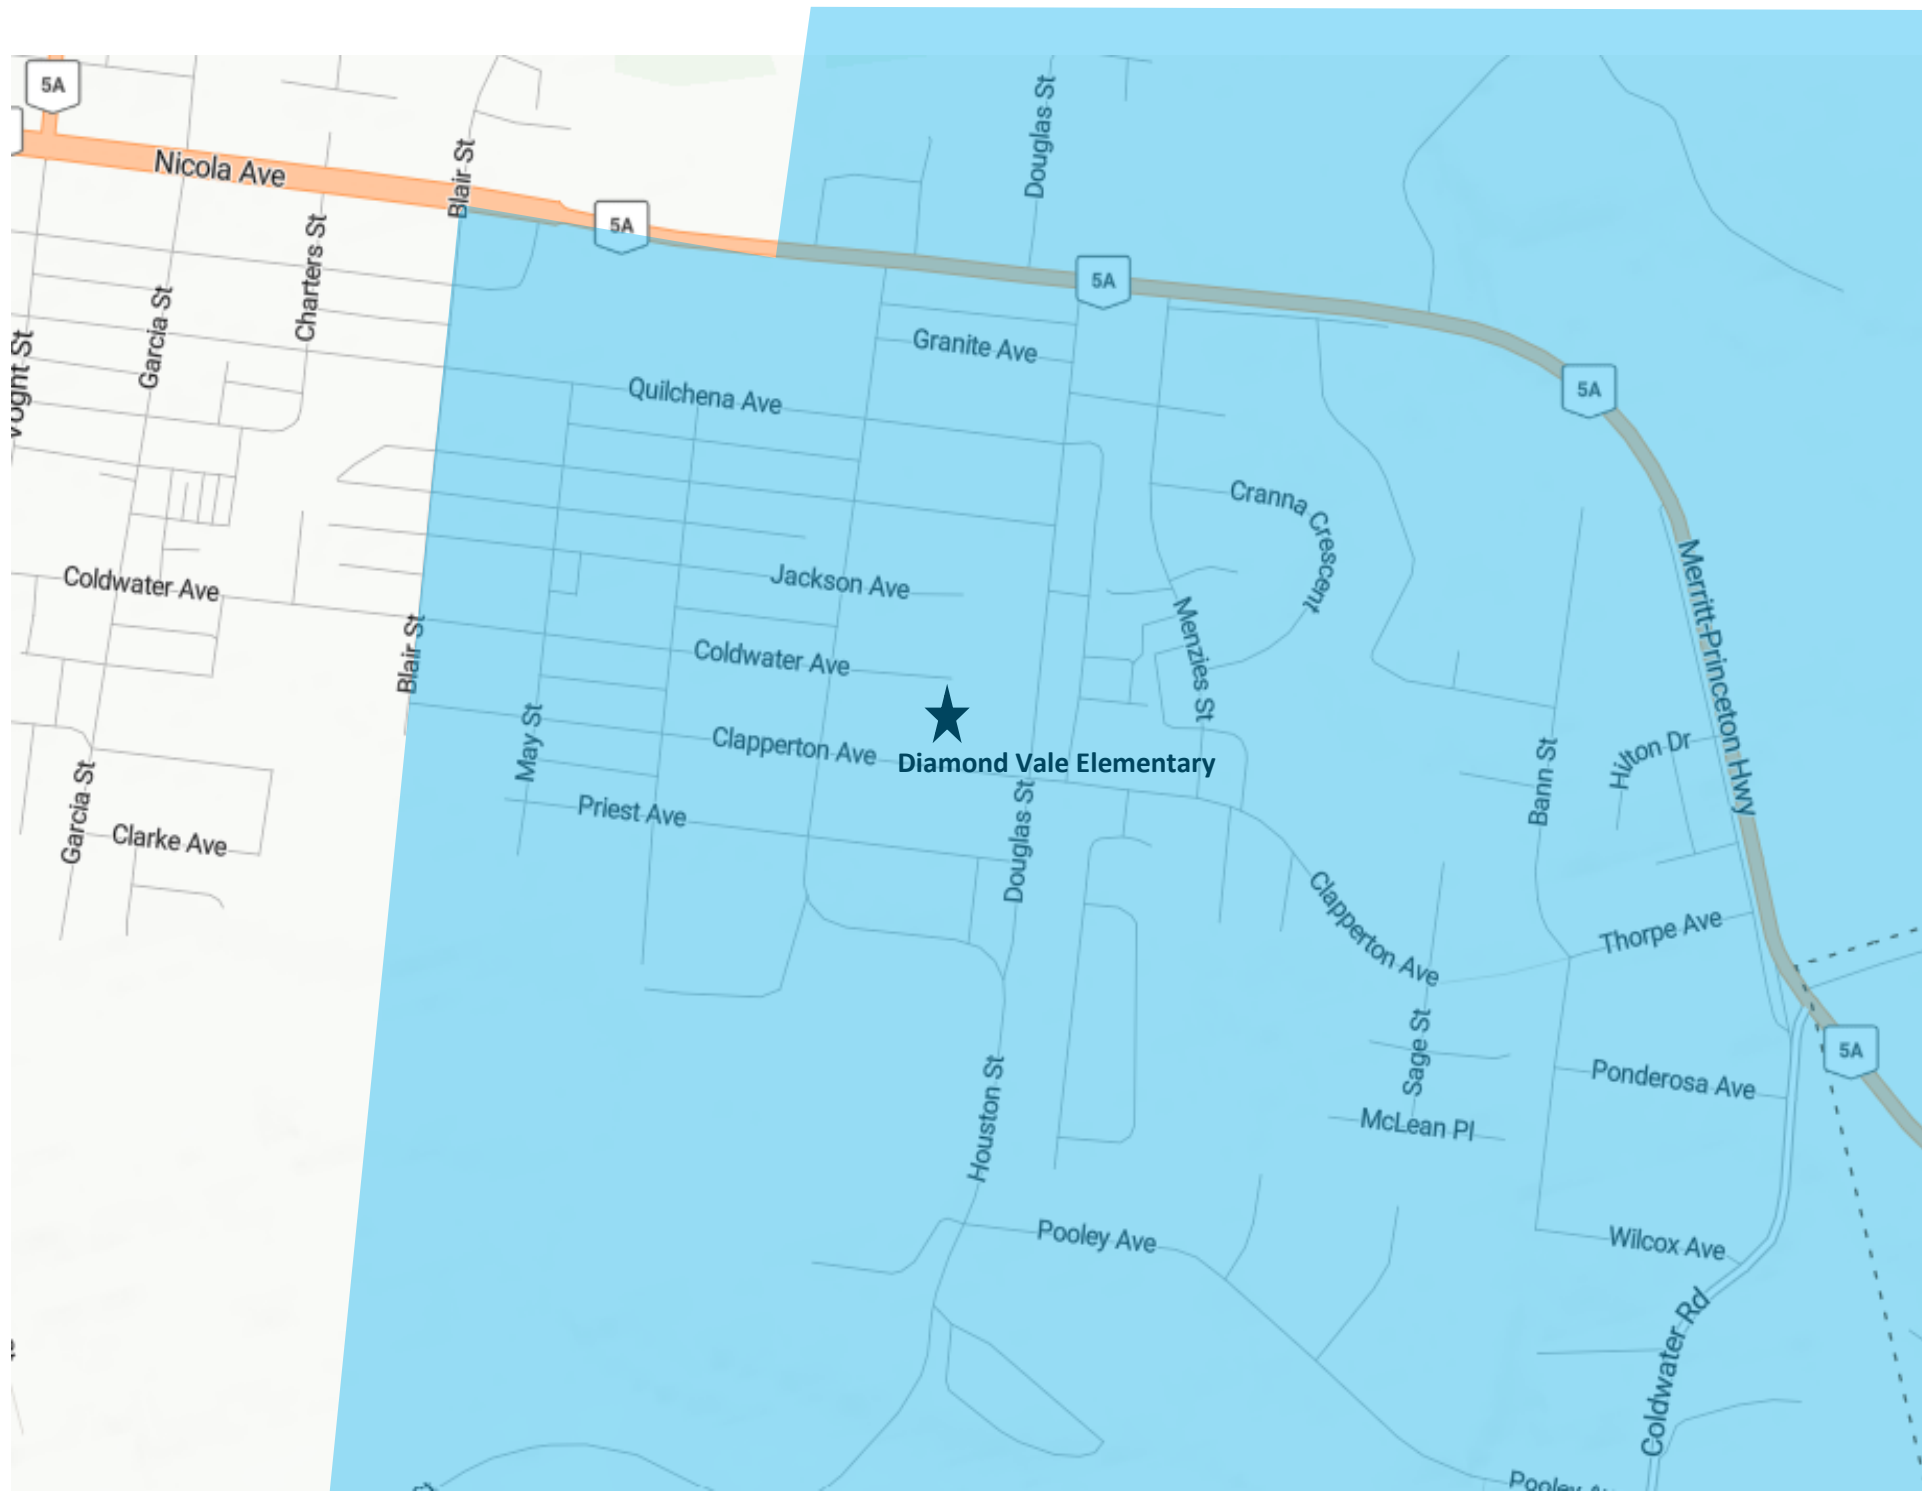 5A
Nicola Ave
Blair St
Douglas St
5A
5A
Charters St
Garcia St
Voght St
Granite Ave
Quilchena Ave
5A
Cranna Crescent
Merritt-Princeton Hwy
Coldwater Ave
Jackson Ave
Menzies St
Blair St
Coldwater Ave
May St
Clapperton Ave
Diamond Vale Elementary
Hilton Dr
Bann St
Garcia St
Clarke Ave
Priest Ave
Douglas St
Clapperton Ave
Thorpe Ave
Sage St
5A
Ponderosa Ave
McLean Pl
Houston St
Pooley Ave
Wilcox Ave
Coldwater Rd
Pooley